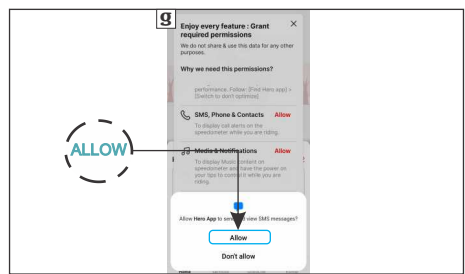 g
Enjoy every feature : Grant
required permissions
We do not share & use this data for any other
purposes.
Why we need this permissions?
performance. Follow: [Find Hero app] >
[Switch to don't optimize]
SMS, Phone & Contacts Allow
To display call alerts on the
speedometer while you are riding.
ALLOW
Media & Notifications Allow
To display Music content on
speedometer and have the power on
your tips to control it while you are
riding.
Allow Hero App to send and view SMS messages?
Allow
Don't allow